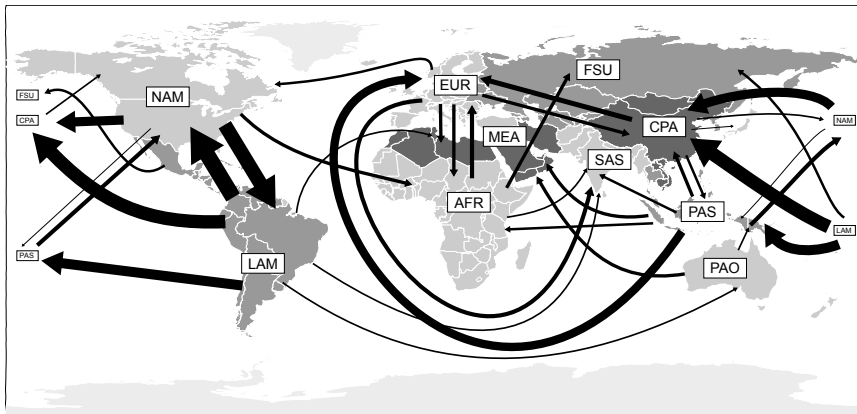 FSU
CPA
PAS
NAM
LAM
EUR
MEA
AFR
FSU
CPA
SAS
PAS
PAO
NAM
LAM